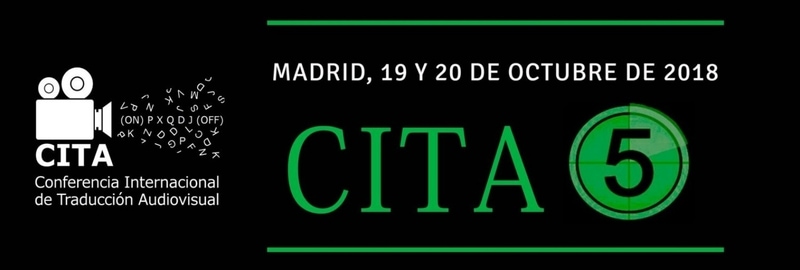 (ON) P X Q D J (OFF)
CITA
Conferencia Internacional
de Traducción Audiovisual
MADRID, 19 Y 20 DE OCTUBRE DE 2018
CITA 5